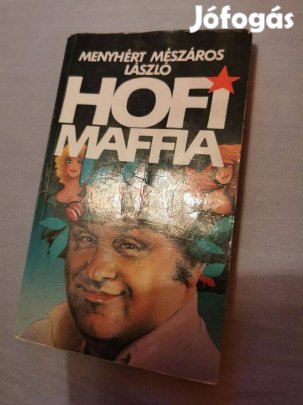 Jófogás
MENYHÉRT MÉSZÁROS
LÁSZLÓ
HOFI
MAFFIA